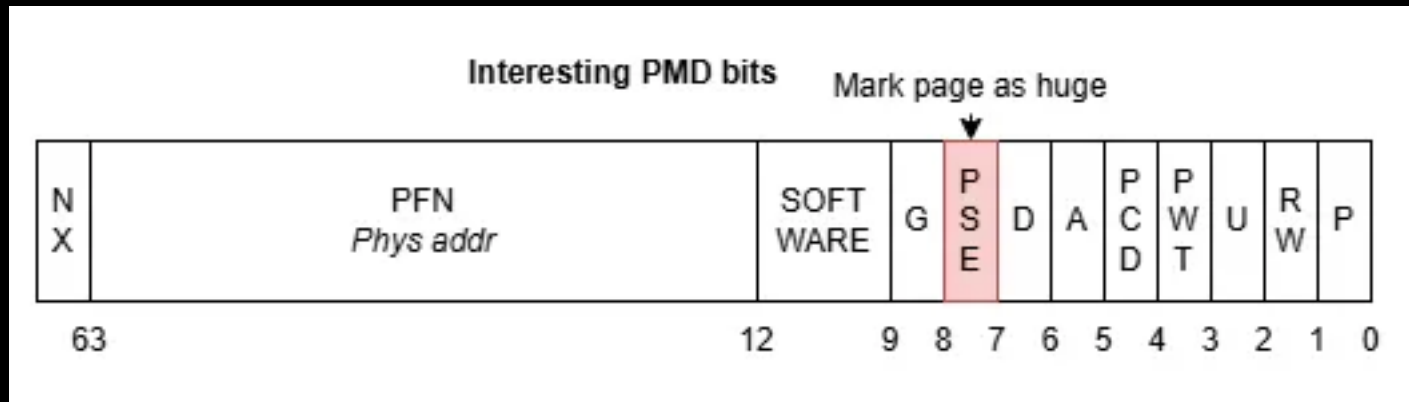 Interesting PMD bits
Mark page as huge
N
X
PFN
Phys addr
SOFT
WARE
G
P
S
E
D
A
P
C
D
P
W
T
U
R
W
P
63
12
9
8
7
6
5
4
3
2
1
0